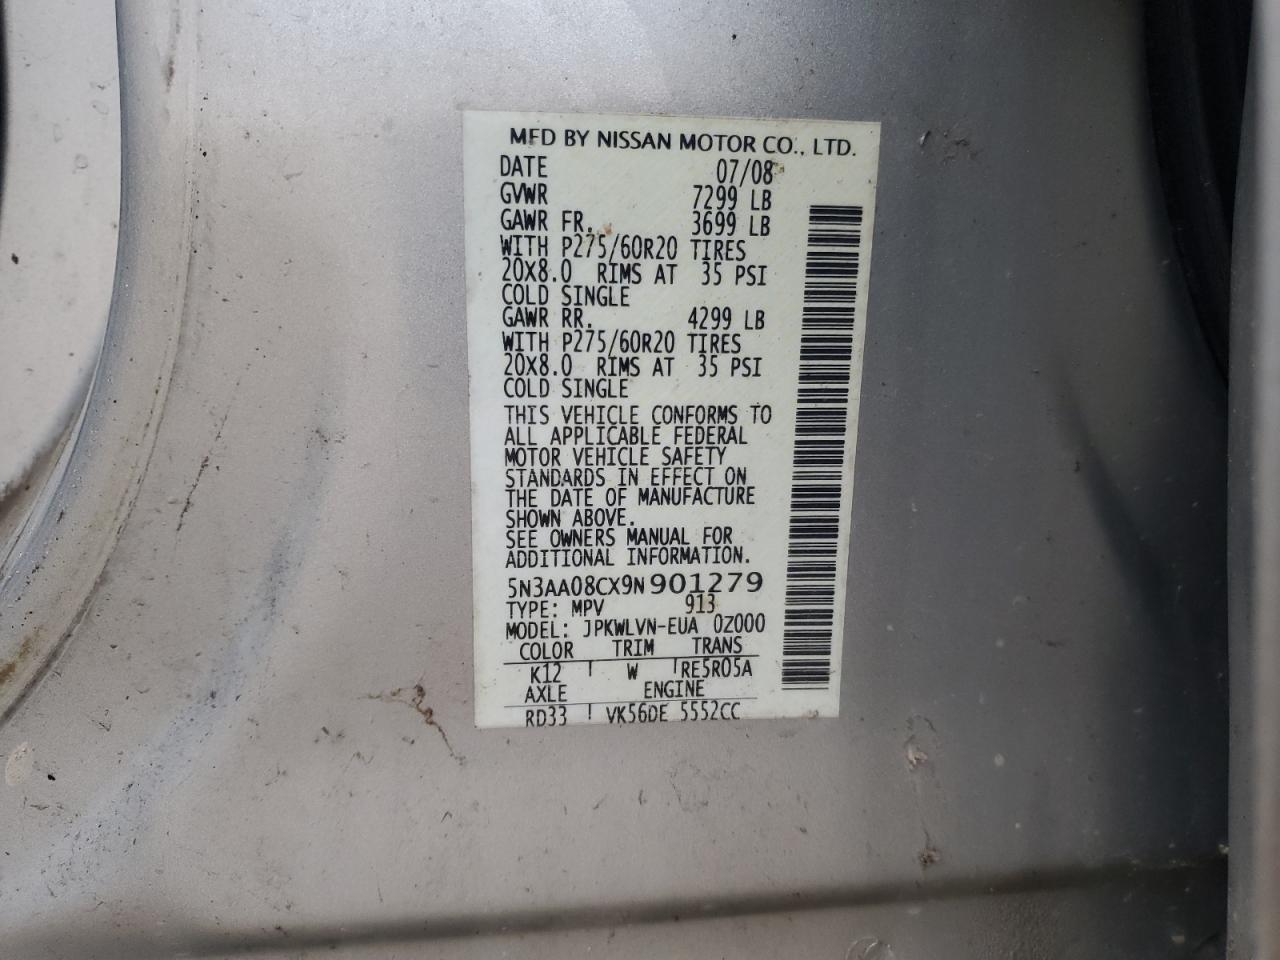 MFD BY NISSAN MOTOR CO., LTD.
DATE 07/08
GVWR 7299 LB
GAWR FR. 3699 LB
WITH P275/60R20 TIRES
20X8.0 RIMS AT 35 PSI
COLD SINGLE
GAWR RR. 4299 LB
WITH P275/60R20 TIRES
20X8.0 RIMS AT 35 PSI
COLD SINGLE
THIS VEHICLE CONFORMS TO
ALL APPLICABLE FEDERAL
MOTOR VEHICLE SAFETY
STANDARDS IN EFFECT ON
THE DATE OF MANUFACTURE
SHOWN ABOVE.
SEE OWNERS MANUAL FOR
ADDITIONAL INFORMATION.
5N3AA08CX9N901279
TYPE: MPV 913
MODEL: JPKWLVN-EUA 0Z000
COLOR TRIM TRANS
K12 ! W !RE5R05A
AXLE ENGINE
RD33 ! VK56DE 5552CC